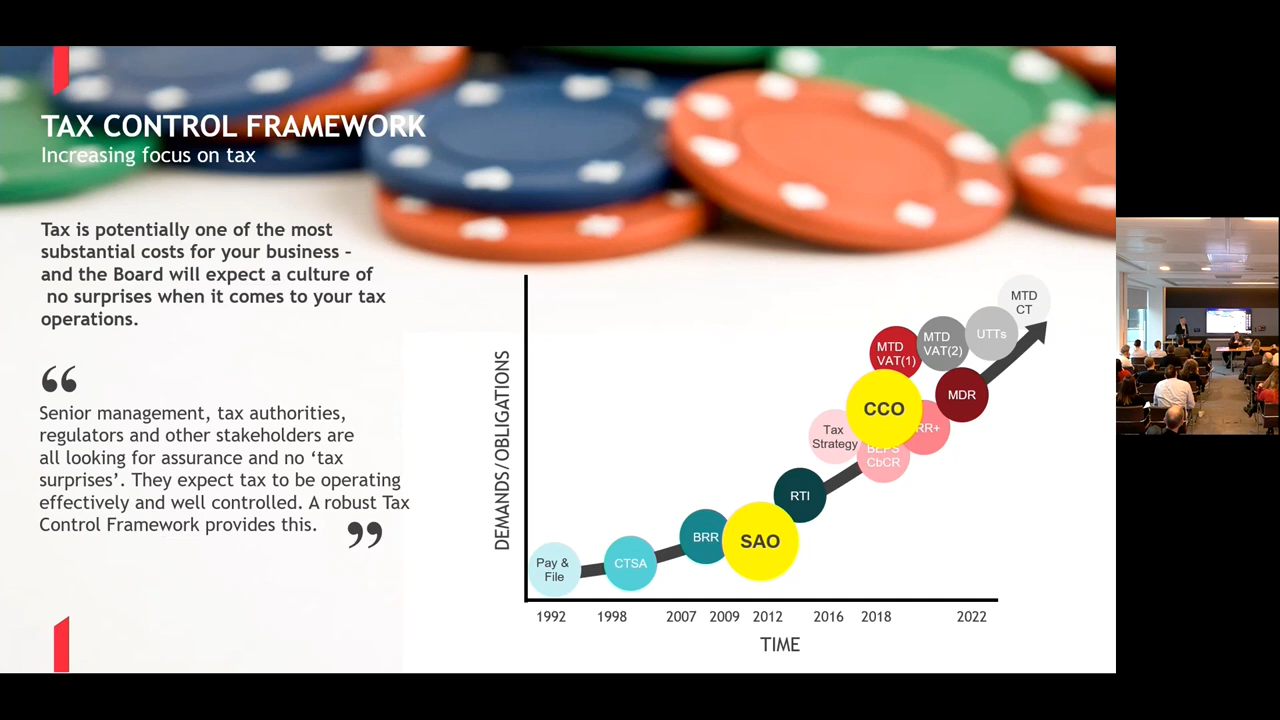 TAX CONTROL FRAMEWORK
Increasing focus on tax
Tax is potentially one of the most
substantial costs for your business –
and the Board will expect a culture of
no surprises when it comes to your tax
operations.
“
Senior management, tax authorities,
regulators and other stakeholders are
all looking for assurance and no ‘tax
surprises’. They expect tax to be operating
effectively and well controlled. A robust Tax
Control Framework provides this.
”
DEMANDS/OBLIGATIONS
MTD
CT
UTTs
MTD
VAT(2)
MTD
VAT(1)
MDR
CCO
RR+
Tax
Strategy
BEPS
CbCR
RTI
SAO
BRR
CTSA
Pay &
File
1992 1998 2007 2009 2012 2016 2018 2022
TIME